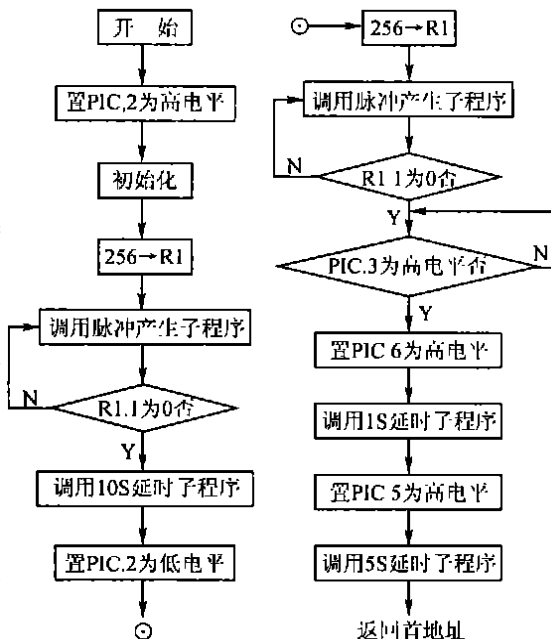 开 始
置PIC.2为高电平
初始化
256→R1
调用脉冲产生子程序
N
R1.1为0否
Y
调用10S延时子程序
置PIC.2为低电平
256→R1
调用脉冲产生子程序
N
R1 1为0否
Y
PIC.3为高电平否
N
Y
置PIC 6为高电平
调用1S延时子程序
置PIC 5为高电平
调用5S延时子程序
返回首地址